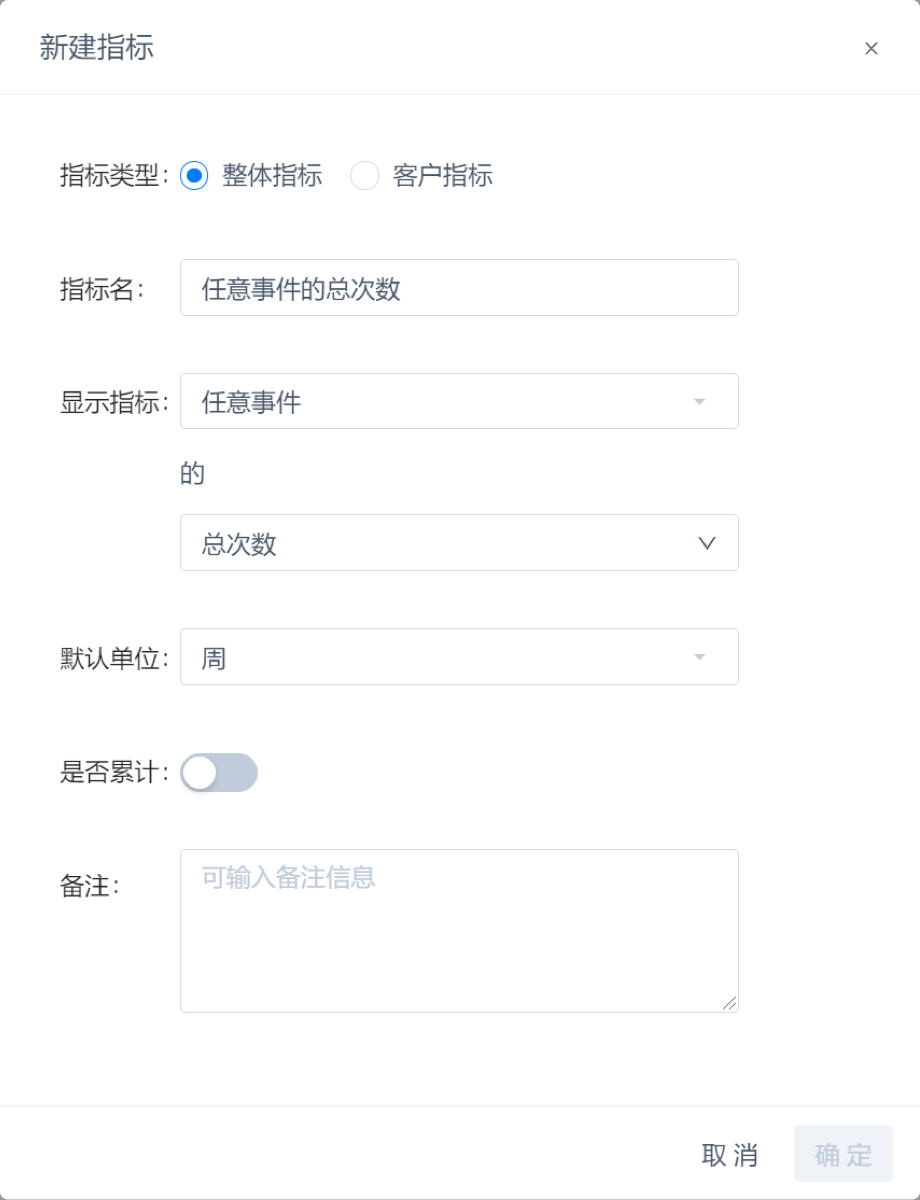 新建指标
指标类型: 整体指标 客户指标
指标名: 任意事件的总次数
显示指标: 任意事件
的
总次数
默认单位: 周
是否累计:
备注: 可输入备注信息
取 消 确 定